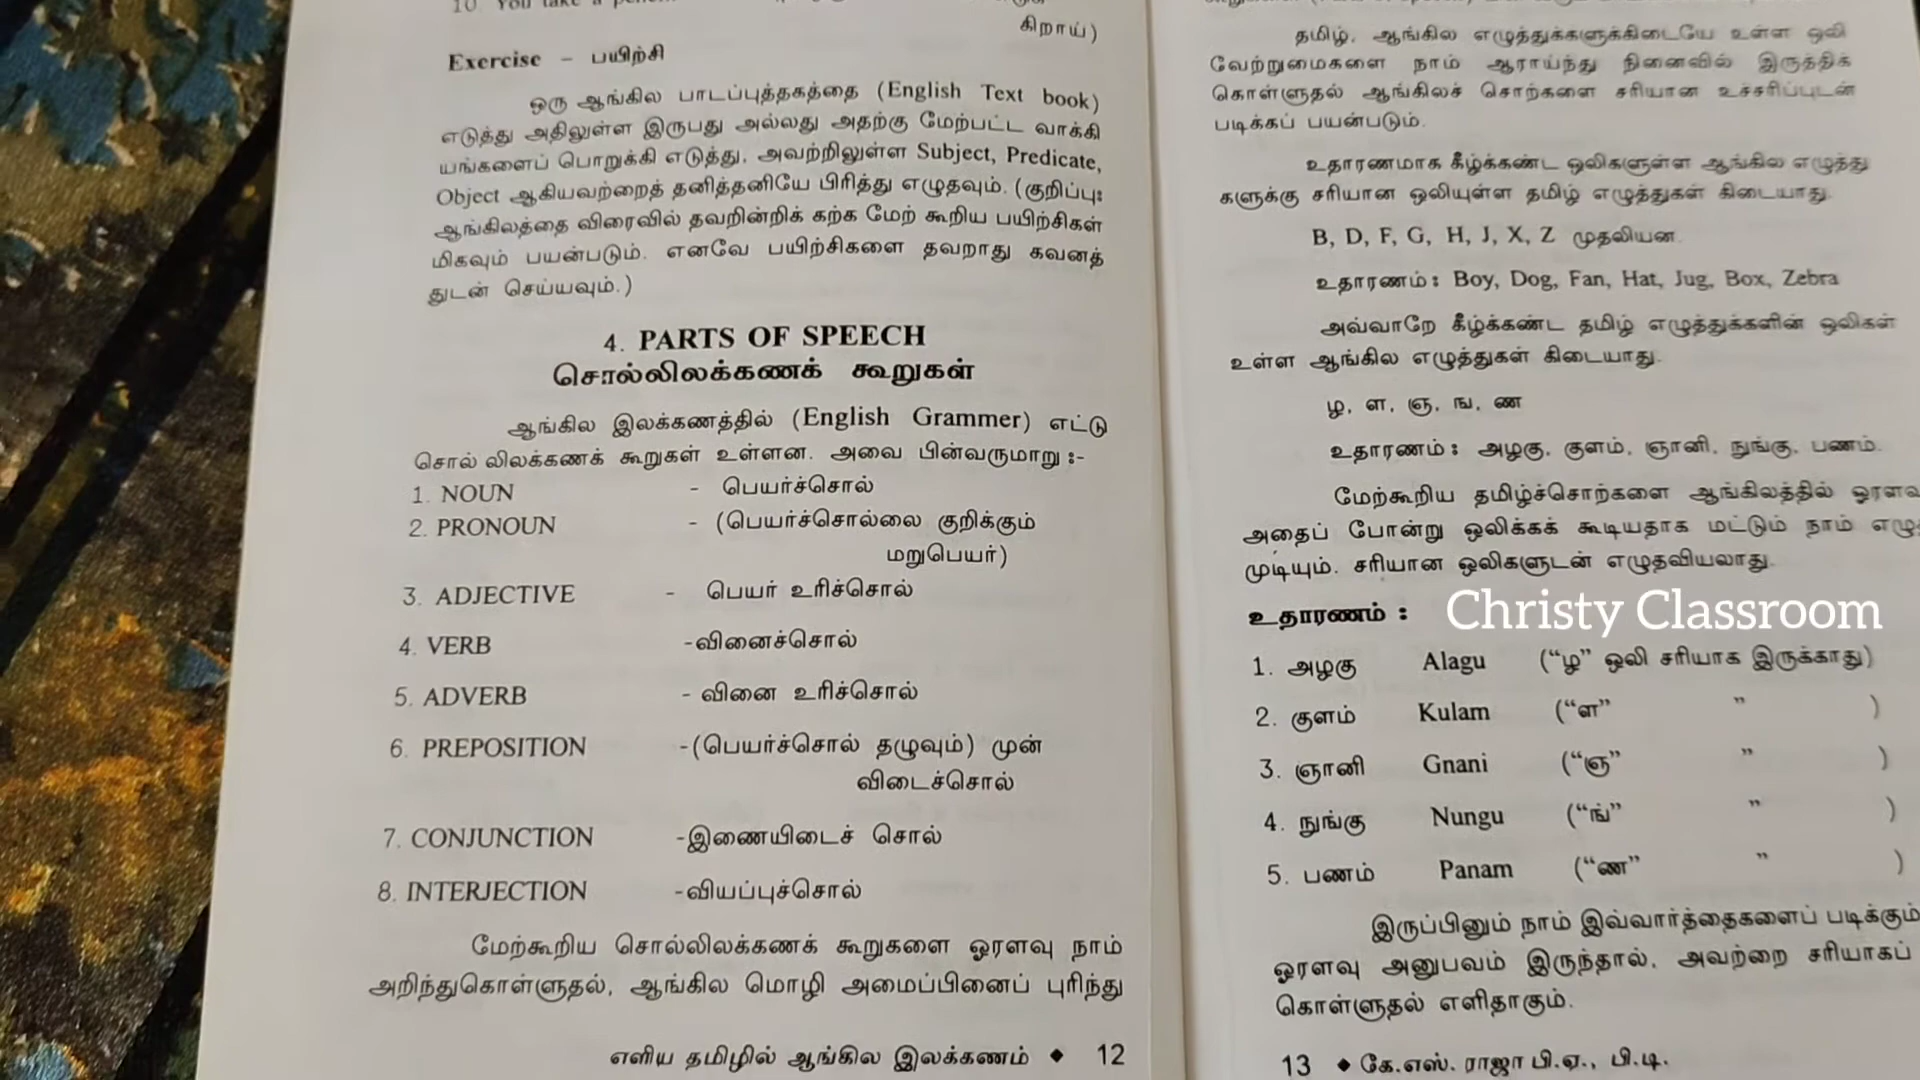 10. You take a
கிறாய்)
Exercise – பயிற்சி
ஒரு ஆங்கில பாடப்புத்தகத்தை (English Text book)
எடுத்து அதிலுள்ள இருபது அல்லது அதற்கு மேற்பட்ட வாக்கி
யங்களைப் பொறுக்கி எடுத்து, அவற்றிலுள்ள Subject, Predicate,
Object ஆகியவற்றைத் தனித்தனியே பிரித்து எழுதவும். (குறிப்பு:
ஆங்கிலத்தை விரைவில் தவறின்றிக் கற்க மேற் கூறிய பயிற்சிகள்
மிகவும் பயன்படும். எனவே பயிற்சிகளை தவறாது கவனத்
துடன் செய்யவும்.)
4. PARTS OF SPEECH
சொல்லிலக்கணக் கூறுகள்
ஆங்கில இலக்கணத்தில் (English Grammer) எட்டு
சொல் லிலக்கணக் கூறுகள் உள்ளன. அவை பின்வருமாறு :-
1. NOUN - பெயர்ச்சொல்
2. PRONOUN - (பெயர்ச்சொல்லை குறிக்கும்
மறுபெயர்)
3. ADJECTIVE - பெயர் உரிச்சொல்
4. VERB -வினைச்சொல்
5. ADVERB - வினை உரிச்சொல்
6. PREPOSITION -(பெயர்ச்சொல் தழுவும்) முன்
விடைச்சொல்
7. CONJUNCTION -இணையிடைச் சொல்
8. INTERJECTION -வியப்புச்சொல்
மேற்கூறிய சொல்லிலக்கணக் கூறுகளை ஓரளவு நாம்
அறிந்துகொள்ளுதல், ஆங்கில மொழி அமைப்பினைப் புரிந்து
எளிய தமிழில் ஆங்கில இலக்கணம் ◆ 12
தமிழ், ஆங்கில எழுத்துக்களுக்கிடையே உள்ள ஒலி
வேற்றுமைகளை நாம் ஆராய்ந்து நினைவில் இருத்திக்
கொள்ளுதல் ஆங்கிலச் சொற்களை சரியான உச்சரிப்புடன்
படிக்கப் பயன்படும்.
உதாரணமாக கீழ்க்கண்ட ஒலிகளுள்ள ஆங்கில எழுத்து
களுக்கு சரியான ஒலியுள்ள தமிழ் எழுத்துகள் கிடையாது.
B, D, F, G, H, J, X, Z முதலியன.
உதாரணம் : Boy, Dog, Fan, Hat, Jug, Box, Zebra
அவ்வாறே கீழ்க்கண்ட தமிழ் எழுத்துக்களின் ஒலிகள்
உள்ள ஆங்கில எழுத்துகள் கிடையாது.
ழ, ள, ஞ, ங, ண
உதாரணம் : அழகு, குளம், ஞானி, நுங்கு, பணம்.
மேற்கூறிய தமிழ்ச்சொற்களை ஆங்கிலத்தில் ஓரளவு
அதைப் போன்று ஒலிக்கக் கூடியதாக மட்டும் நாம்
முடியும். சரியான ஒலிகளுடன் எழுதவியலாது.
உதாரணம் :
Christy Classroom
1. அழகு Alagu (“ழ” ஒலி சரியாக இருக்காது)
2. குளம் Kulam (“ள” ” )
3. ஞானி Gnani (“ஞ” ” )
4. நுங்கு Nungu (“ங்” ” )
5. பணம் Panam (“ண” ” )
இருப்பினும் நாம் இவ்வார்த்தைகளைப் படிக்கும்
ஓரளவு அனுபவம் இருந்தால், அவற்றை சரியாகப்
கொள்ளுதல் எளிதாகும்.
13 ◆ கே.எஸ். ராஜா பி.ஏ., பி.டி.